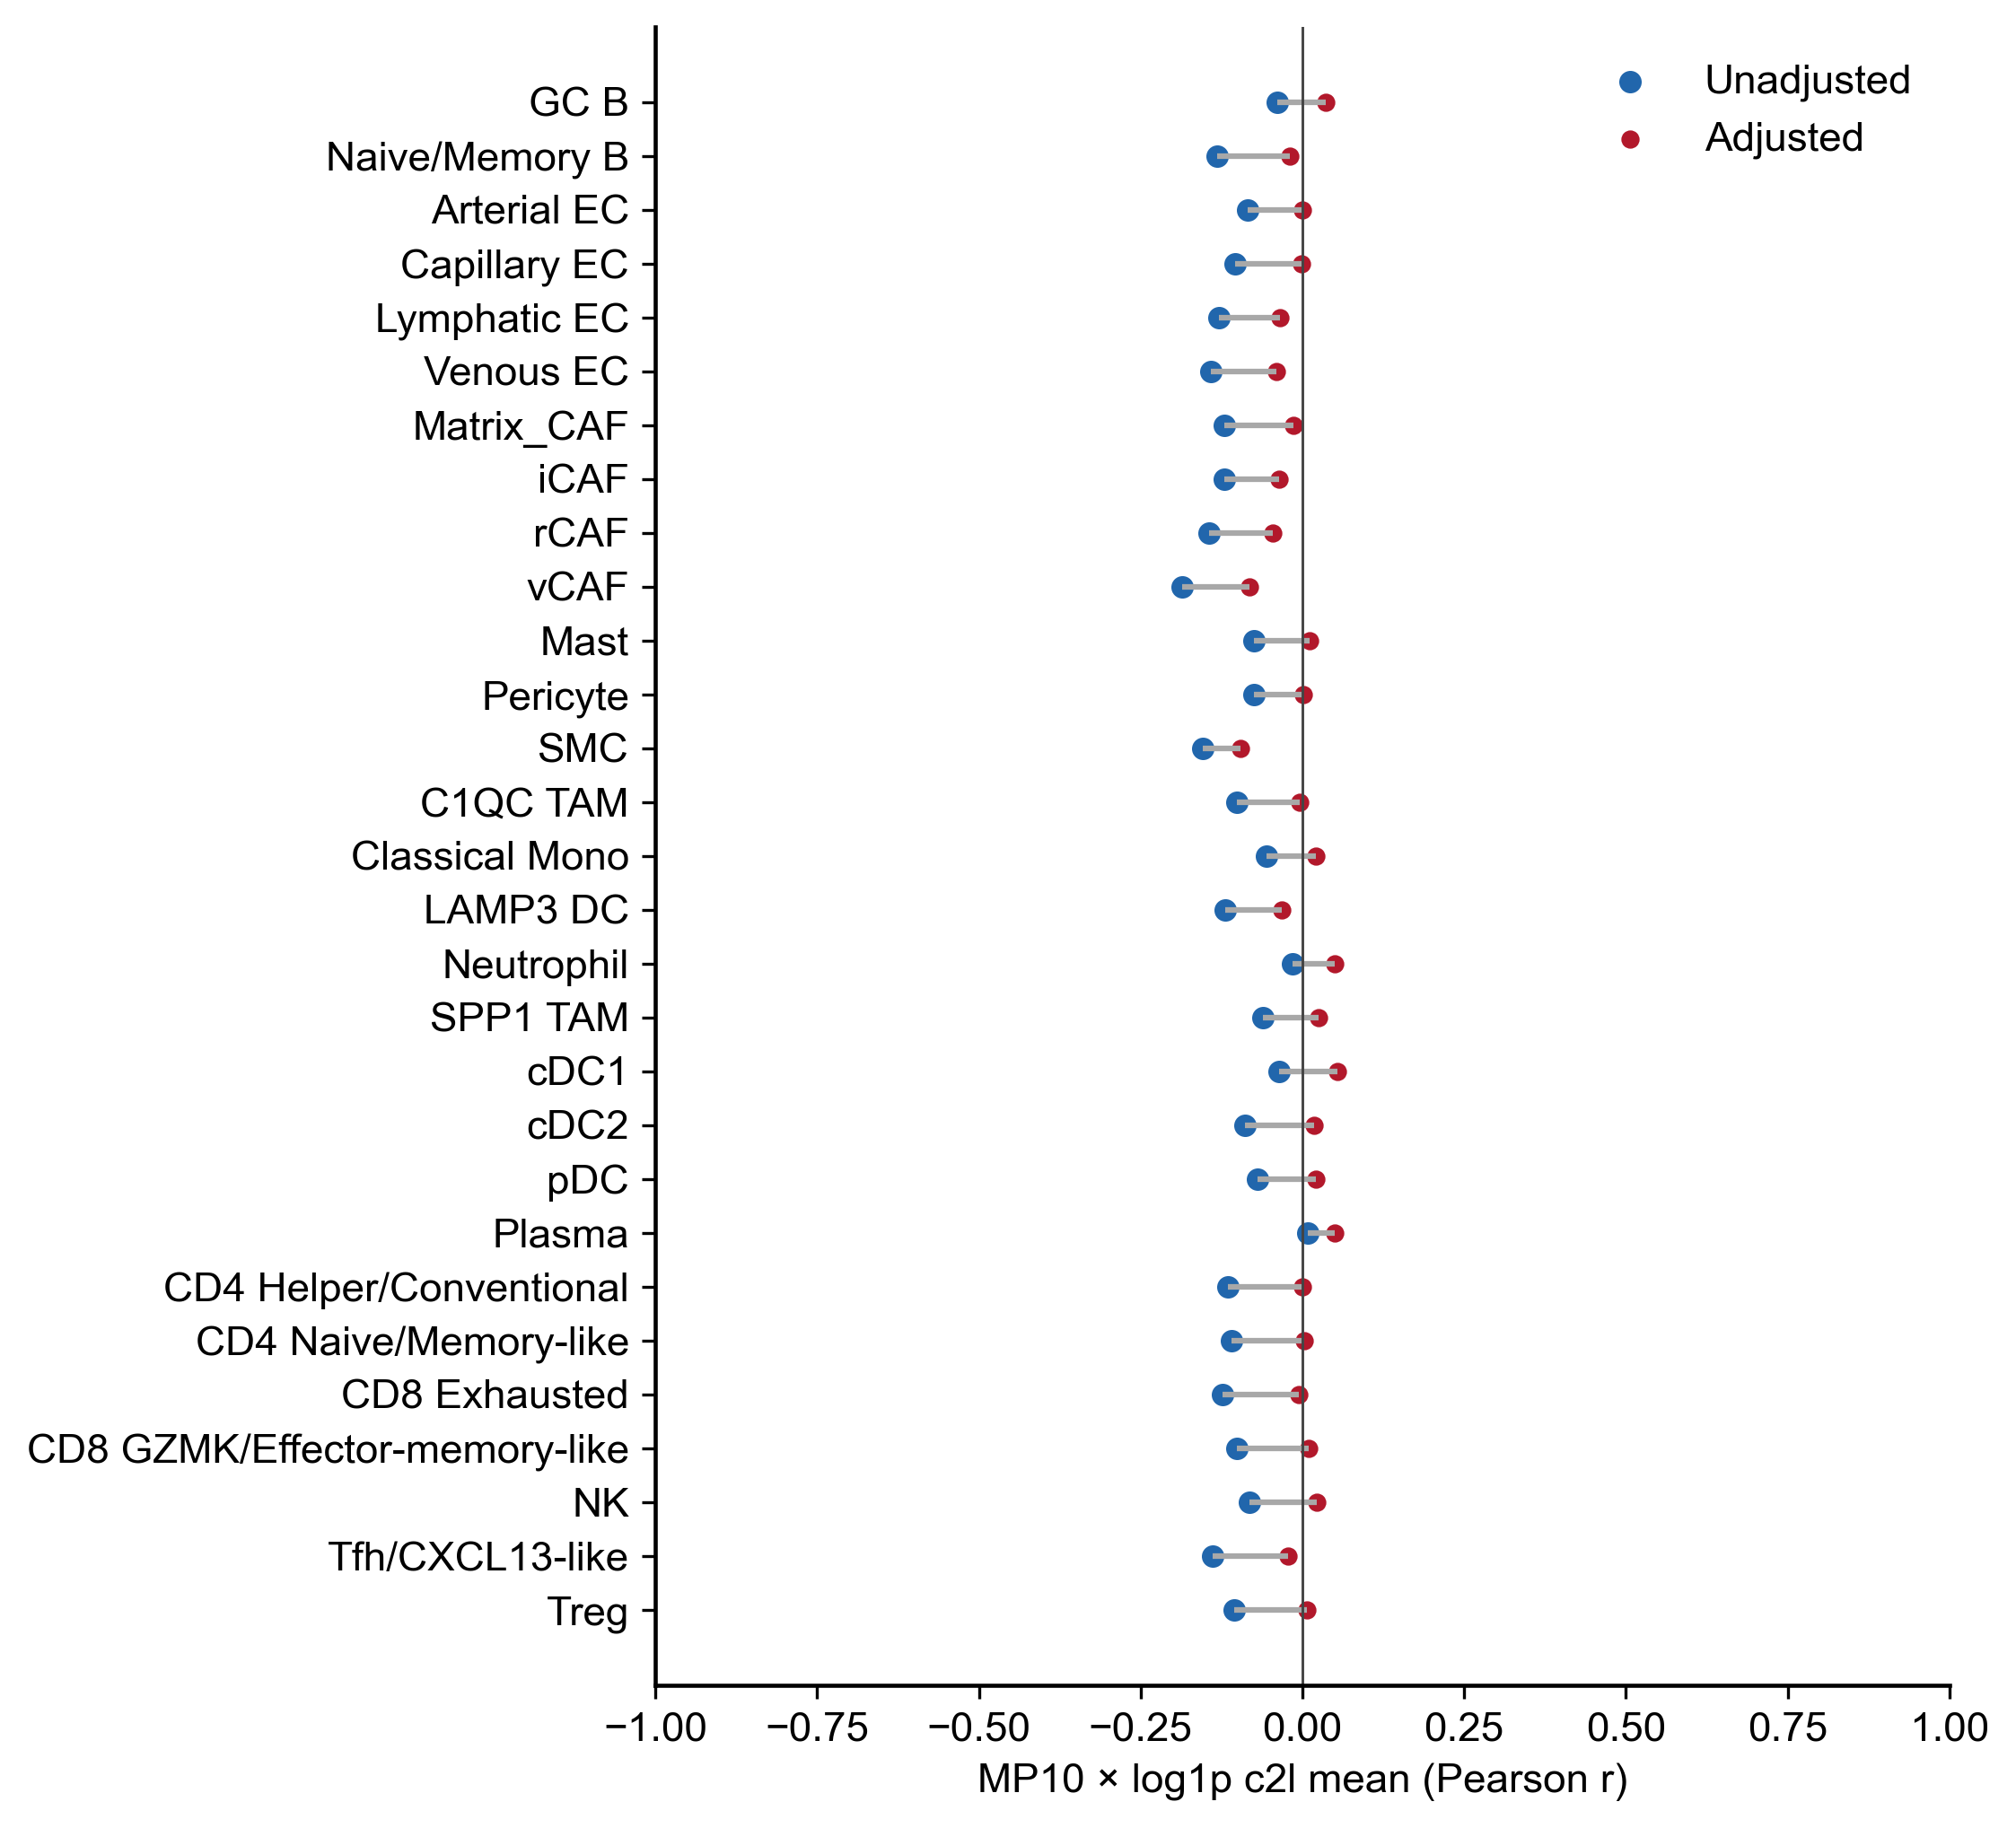 Unadjusted
Adjusted
GC B
Naive/Memory B
Arterial EC
Capillary EC
Lymphatic EC
Venous EC
Matrix_CAF
iCAF
rCAF
vCAF
Mast
Pericyte
SMC
C1QC TAM
Classical Mono
LAMP3 DC
Neutrophil
SPP1 TAM
cDC1
cDC2
pDC
Plasma
CD4 Helper/Conventional
CD4 Naive/Memory-like
CD8 Exhausted
CD8 GZMK/Effector-memory-like
NK
Tfh/CXCL13-like
Treg
−1.00 −0.75 −0.50 −0.25 0.00 0.25 0.50 0.75 1.00
MP10 × log1p c2l mean (Pearson r)